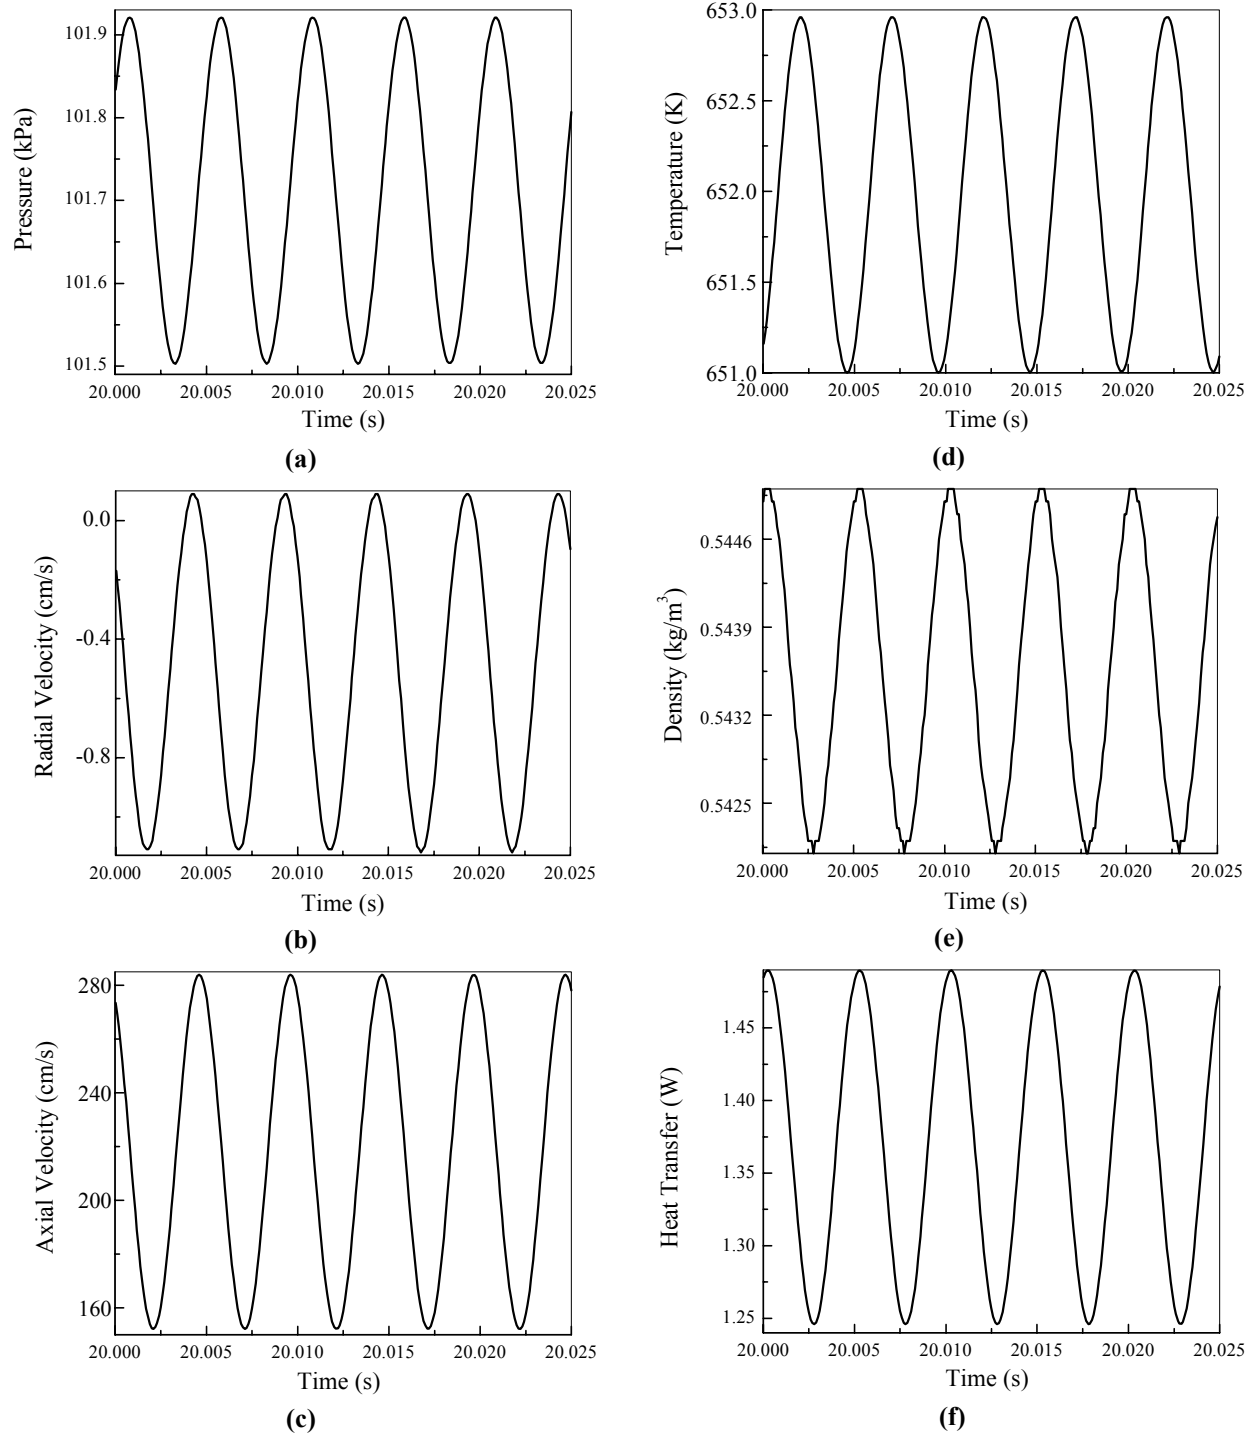 101.9
101.8
101.7
101.6
101.5
Pressure (kPa)
20.000 20.005 20.010 20.015 20.020 20.025
Time (s)
(a)
653.0
652.5
652.0
651.5
651.0
Temperature (K)
20.000 20.005 20.010 20.015 20.020 20.025
Time (s)
(d)
0.0
-0.4
-0.8
Radial Velocity (cm/s)
20.000 20.005 20.010 20.015 20.020 20.025
Time (s)
(b)
0.5446
0.5439
0.5432
0.5425
Density (kg/m³)
20.000 20.005 20.010 20.015 20.020 20.025
Time (s)
(e)
280
240
200
160
Axial Velocity (cm/s)
20.000 20.005 20.010 20.015 20.020 20.025
Time (s)
(c)
1.45
1.40
1.35
1.30
1.25
Heat Transfer (W)
20.000 20.005 20.010 20.015 20.020 20.025
Time (s)
(f)